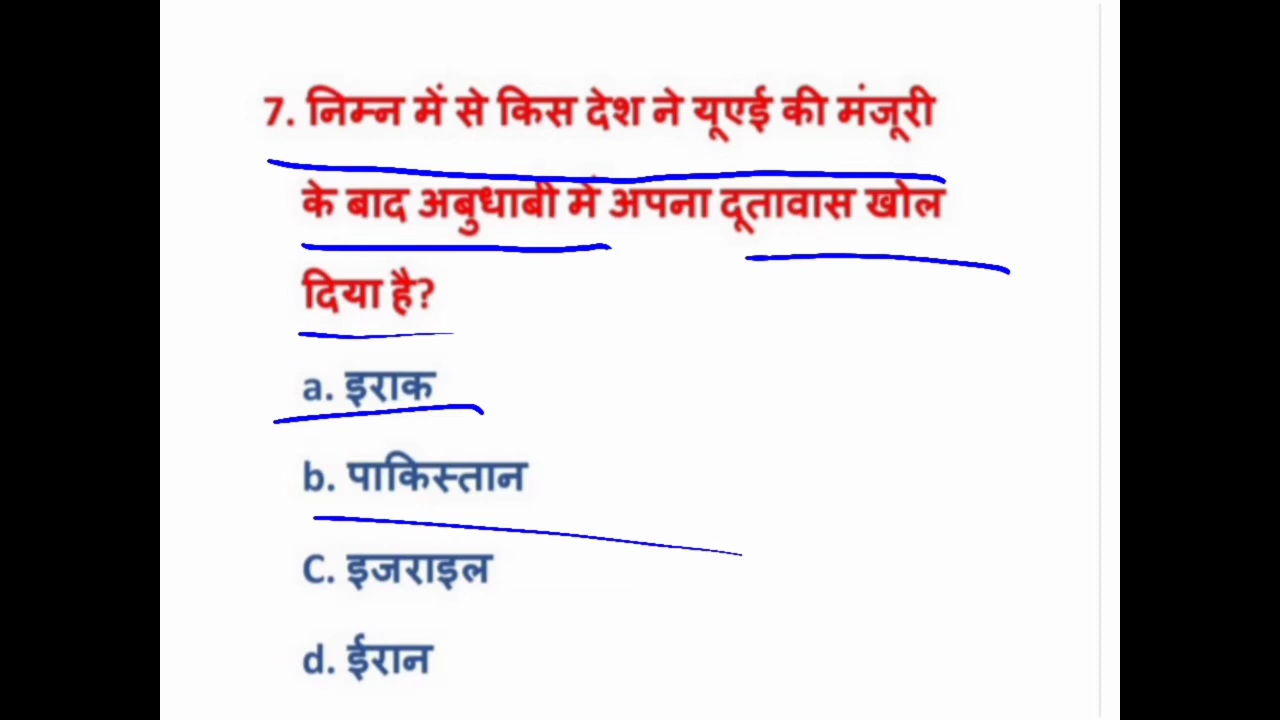 7. निम्न में से किस देश ने यूएई की मंजूरी
के बाद अबुधाबी मे अपना दूतावास खोल
दिया है?
a. इराक
b. पाकिस्तान
C. इजराइल
d. ईरान